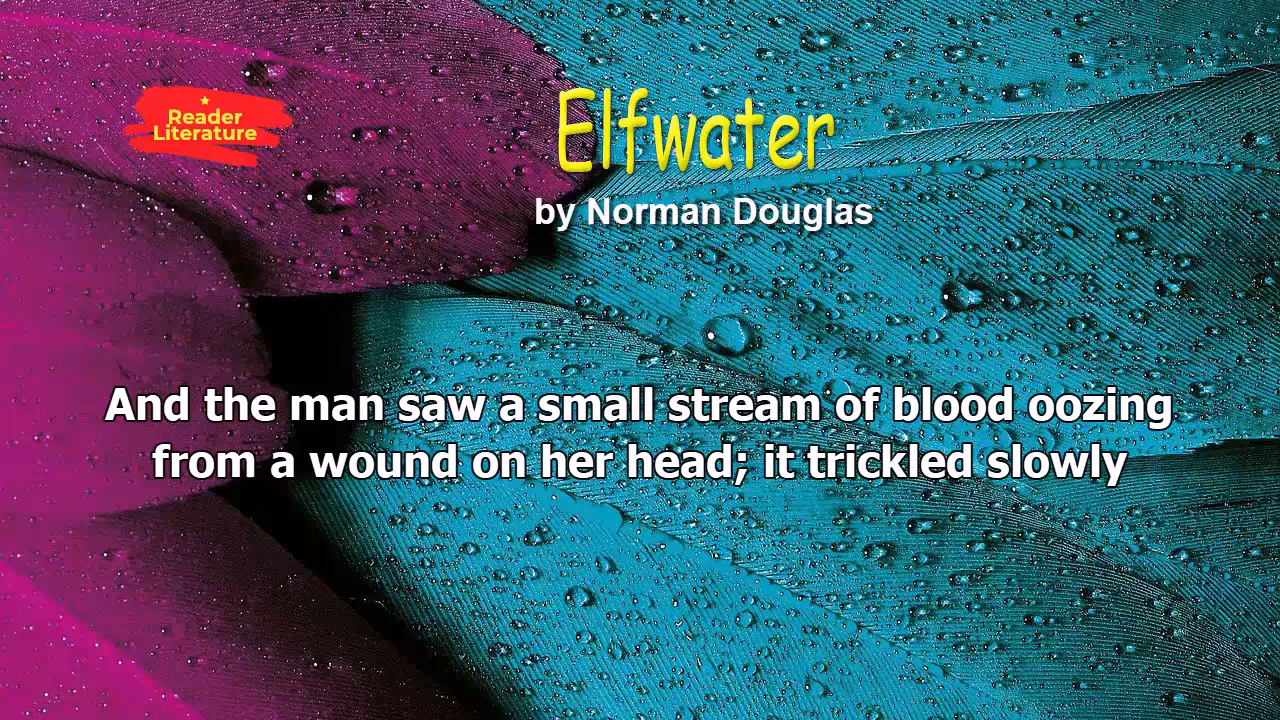 Reader
Literature
Elfwater
by Norman Douglas
And the man saw a small stream of blood oozing
from a wound on her head; it trickled slowly